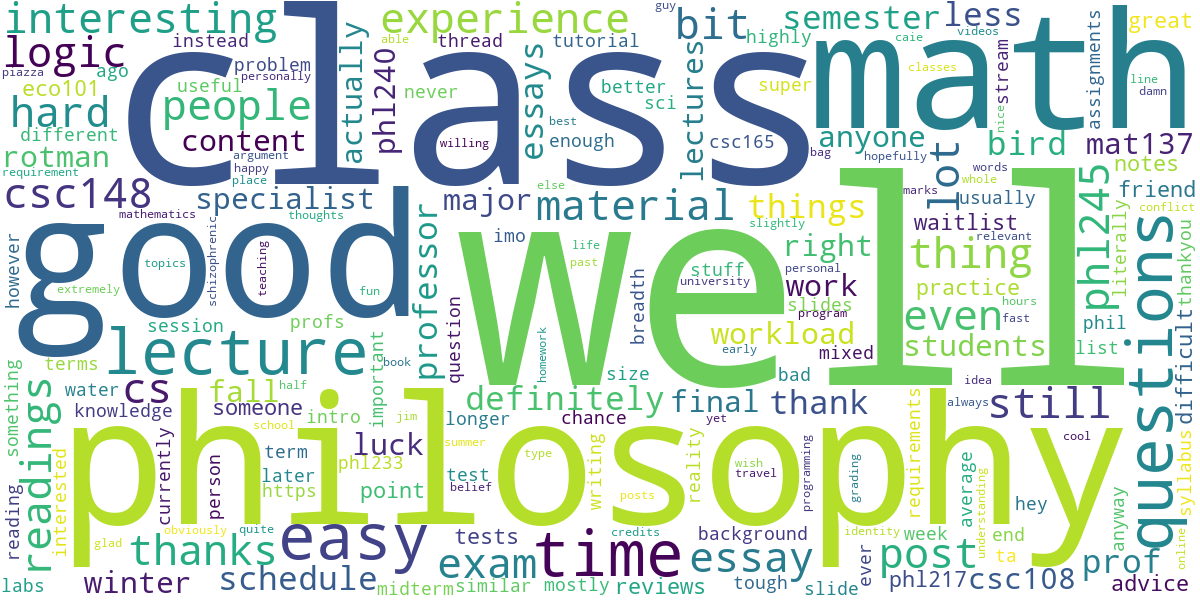 interesting
class
experience
bit
guy
semester
less
math
great
logic
instead
thread
tutorial
highly
able
caie
videos
piazza
ago
problem
personally
actually
phl240
never
essays
better
sci
lectures
super
classes
stream
nice
assignments
line
damn
eco101
useful
hard
people
different
content
willing
best
enough
csc165
bag
anyone
hopefully
lot
bird
mat137
rotman
requirement
argument
happy
place
csc148
specialist
major
material
else
things
marks
words
whole
usually
phl245
notes
friend
conflict
mathematics
thoughts
schizophrenic
good
professor
imo
well
slightly
waitlist
relevant
right
thing
literally
thankyou
questions
however
topics
teaching
life
past
stuff
university
personal
work
program
practice
hours
extremely
fun
breadth
slides
even
fast
phil
lecture
session
profs
important
question
homework
workload
students
list
terms
book
early
mixed
something
readings
water
cs
fall
half
size
bad
idea
difficult
knowledge
someone
intro
jim
definitely
final
thank
always
still
philosophy
longer
chance
yet
cool
school
luck
summer
test
type
writing
reality
wish
travel
programming
grading
requirements
average
understanding
hey
anyway
syllabus
interested
currently
person
term
later
phl233
belief
https
point
posts
reading
glad
obviously
quite
easy
tests
time
credits
background
identity
week
end
ta
online
labs
thanks
exam
essay
ever
post
prof
winter
schedule
midterm
similar
mostly
reviews
tough
slide
phl217
csc108
advice